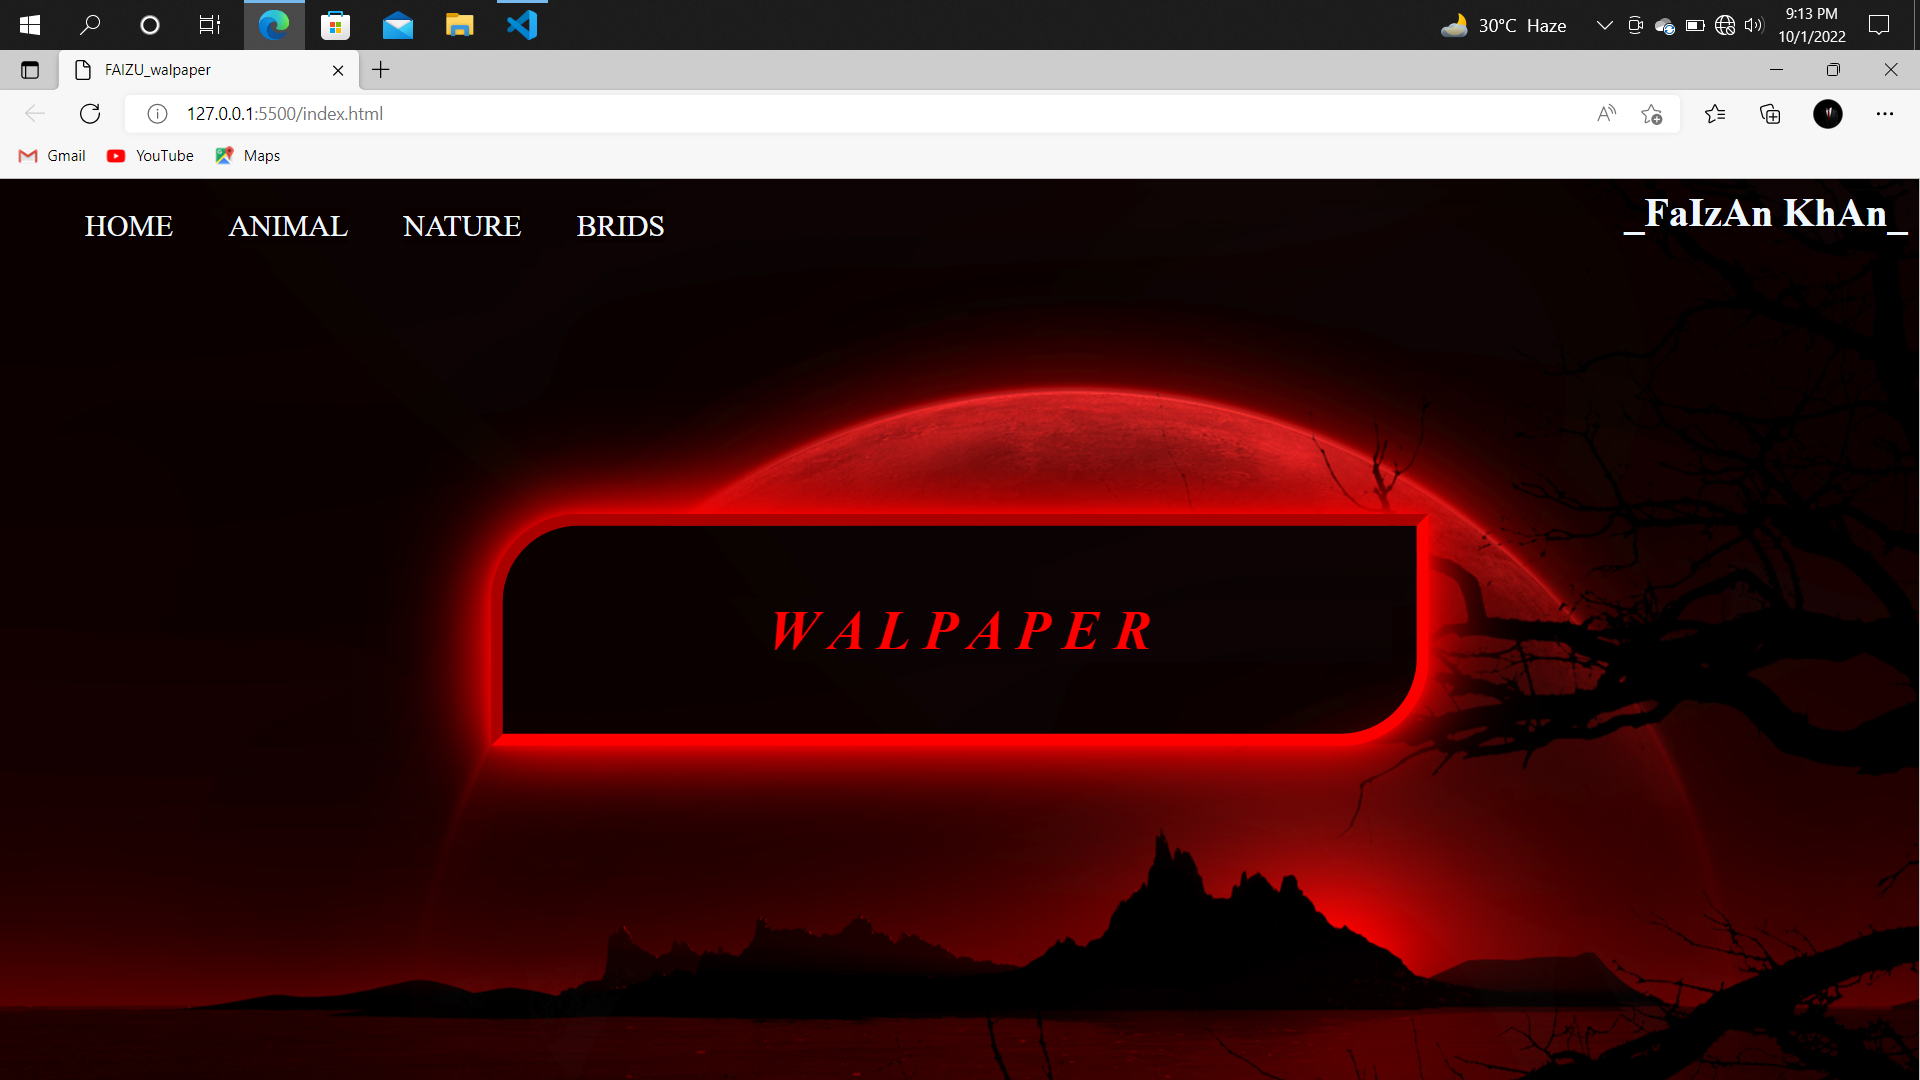 30°C Haze
9:13 PM
10/1/2022
FAIZU_walpaper
127.0.0.1:5500/index.html
Gmail YouTube Maps
HOME ANIMAL NATURE BRIDS
_FaIzAn KhAn_
WALPAPER